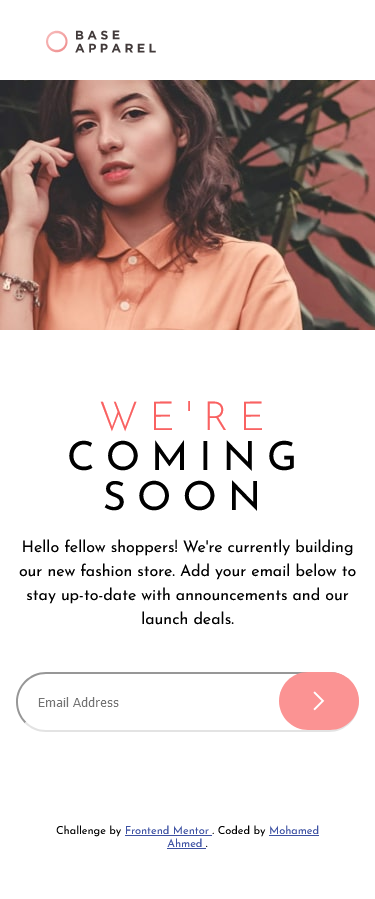 BASE
APPAREL
WE'RE
COMING
SOON
Hello fellow shoppers! We're currently building
our new fashion store. Add your email below to
stay up-to-date with announcements and our
launch deals.
Email Address
Challenge by Frontend Mentor . Coded by Mohamed
Ahmed .